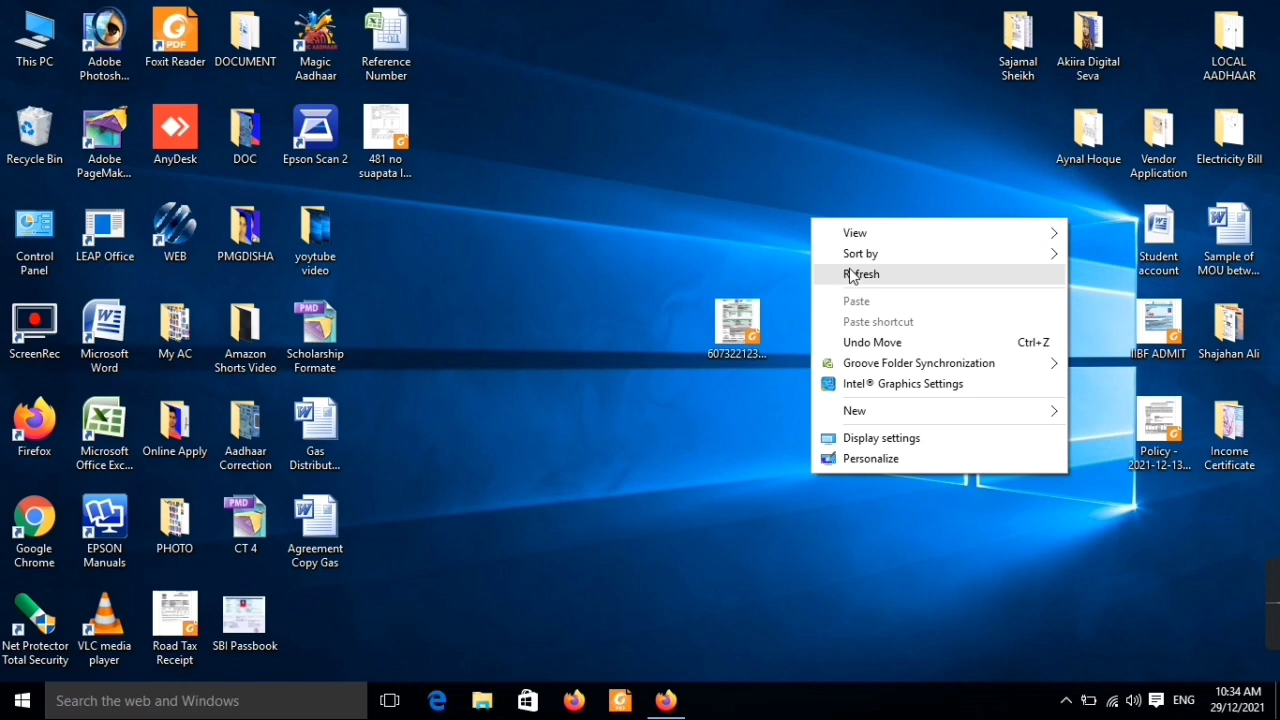 This PC
Adobe
Photosh...
Foxit Reader
DOCUMENT
Magic
Aadhaar
Reference
Number
Sajamal
Sheikh
Akiira Digital
Seva
LOCAL
AADHAAR
Recycle Bin
Adobe
PageMak...
AnyDesk
DOC
Epson Scan 2
481 no
suapata l...
Aynal Hoque
Vendor
Application
Electricity Bill
Control
Panel
LEAP Office
WEB
PMGDISHA
yoytube
video
Student
account
Sample of
MOU betw...
View
Sort by
Refresh
Paste
Paste shortcut
Undo Move
Ctrl+Z
Groove Folder Synchronization
Intel® Graphics Settings
New
Display settings
Personalize
ScreenRec
Microsoft
Word
My AC
Amazon
Shorts Video
PMD
Scholarship
Formate
607322123...
IIBF ADMIT
Shajahan Ali
Firefox
Microsoft
Office Exc...
Online Apply
Aadhaar
Correction
Gas
Distribut...
Policy -
2021-12-13...
Income
Certificate
Google
Chrome
EPSON
Manuals
PHOTO
PMD
CT 4
Agreement
Copy Gas
Net Protector
Total Security
VLC media
player
Road Tax
Receipt
SBI Passbook
Search the web and Windows
ENG
10:34 AM
29/12/2021